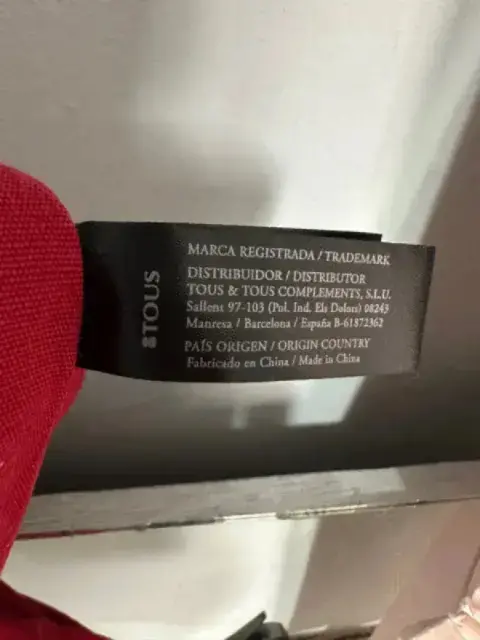 TOUS
MARCA REGISTRADA / TRADEMARK
DISTRIBUIDOR / DISTRIBUTOR
TOUS & TOUS COMPLEMENTS, S.L.U.
Sallent 97-103 (Pol. Ind. Els Dolors) 08243
Manresa / Barcelona / España B-61872362
PAÍS ORIGEN / ORIGIN COUNTRY
Fabricado en China / Made in China